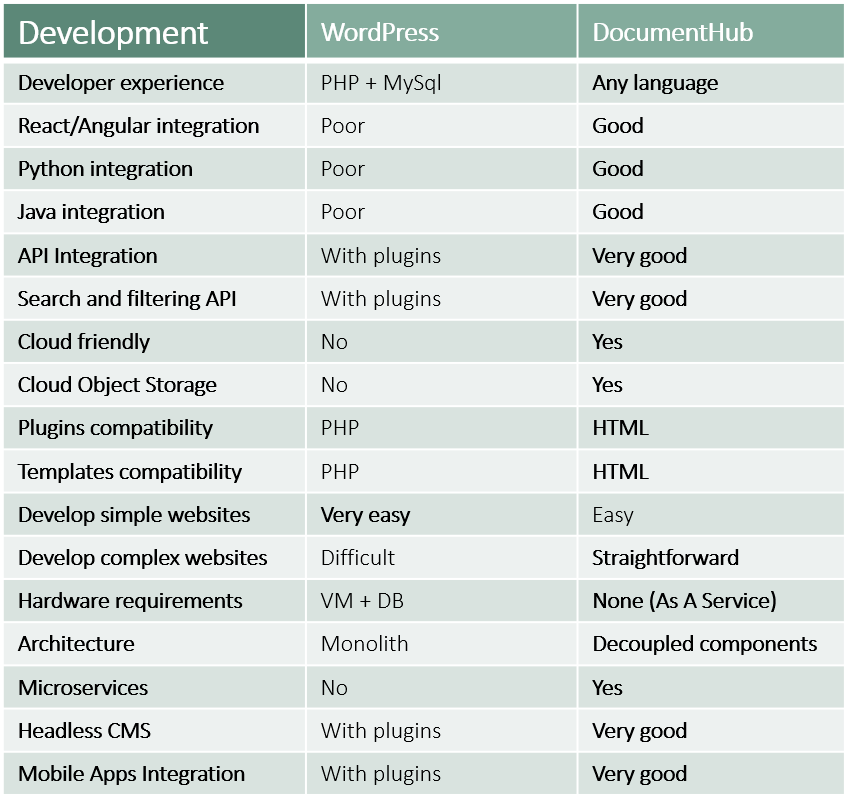 Development WordPress DocumentHub
Developer experience PHP + MySql Any language
React/Angular integration Poor Good
Python integration Poor Good
Java integration Poor Good
API Integration With plugins Very good
Search and filtering API With plugins Very good
Cloud friendly No Yes
Cloud Object Storage No Yes
Plugins compatibility PHP HTML
Templates compatibility PHP HTML
Develop simple websites Very easy Easy
Develop complex websites Difficult Straightforward
Hardware requirements VM + DB None (As A Service)
Architecture Monolith Decoupled components
Microservices No Yes
Headless CMS With plugins Very good
Mobile Apps Integration With plugins Very good